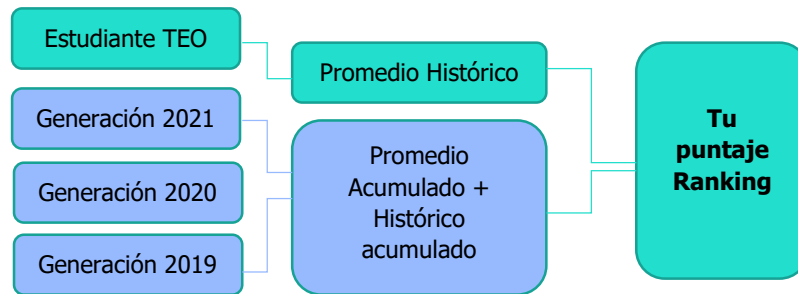 Estudiante TEO
Promedio Histórico
Generación 2021
Generación 2020
Generación 2019
Promedio
Acumulado +
Histórico
acumulado
Tu
puntaje
Ranking